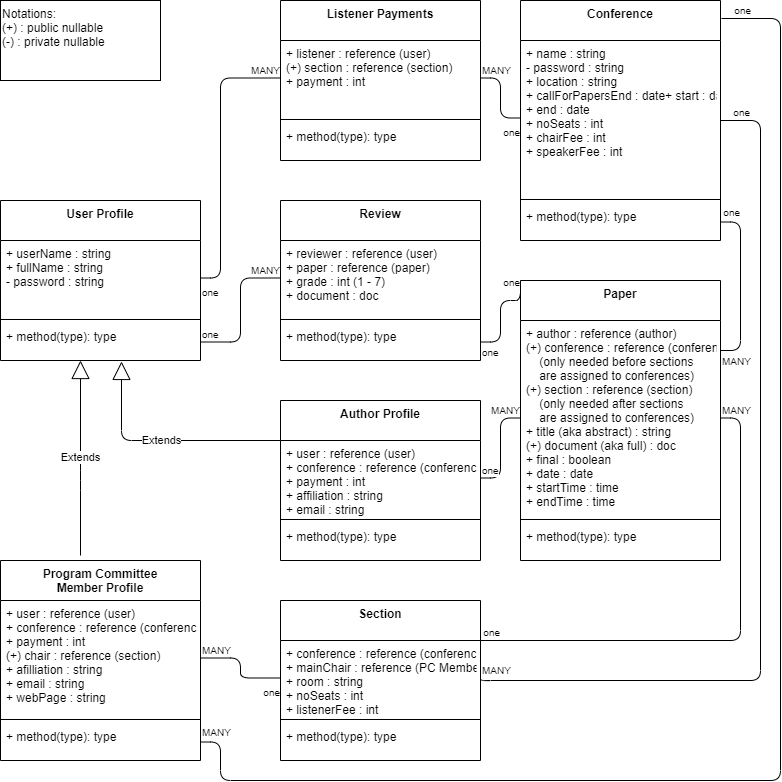 Notations:
(+) : public nullable
(-) : private nullable
Listener Payments
+ listener : reference (user)
(+) section : reference (section)
+ payment : int
+ method(type): type
Conference
+ name : string
- password : string
+ location : string
+ callForPapersEnd : date+ start : d
+ end : date
+ noSeats : int
+ chairFee : int
+ speakerFee : int
+ method(type): type
one
MANY
MANY
one
one
one
User Profile
+ userName : string
+ fullName : string
- password : string
+ method(type): type
one
one
MANY
Review
+ reviewer : reference (user)
+ paper : reference (paper)
+ grade : int (1 - 7)
+ document : doc
+ method(type): type
one
one
Paper
+ author : reference (author)
(+) conference : reference (conferen
(only needed before sections
are assigned to conferences)
(+) section : reference (section)
(only needed after sections
are assigned to conferences)
+ title (aka abstract) : string
(+) document (aka full) : doc
+ final : boolean
+ date : date
+ startTime : time
+ endTime : time
+ method(type): type
MANY
MANY
MANY
one
Extends
Extends
Author Profile
+ user : reference (user)
+ conference : reference (conferenc
+ payment : int
+ affiliation : string
+ email : string
+ method(type): type
Program Committee
Member Profile
+ user : reference (user)
+ conference : reference (conferenc
+ payment : int
(+) chair : reference (section)
+ afilliation : string
+ email : string
+ webPage : string
+ method(type): type
MANY
one
MANY
Section
+ conference : reference (conferenc
+ mainChair : reference (PC Membe
+ room : string
+ noSeats : int
+ listenerFee : int
+ method(type): type
one
MANY